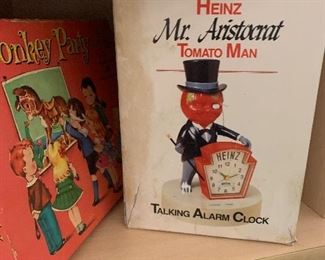 onkey Party
HEINZ
Mr. Aristocrat
TOMATO MAN
HEINZ
TALKING ALARM CLOCK